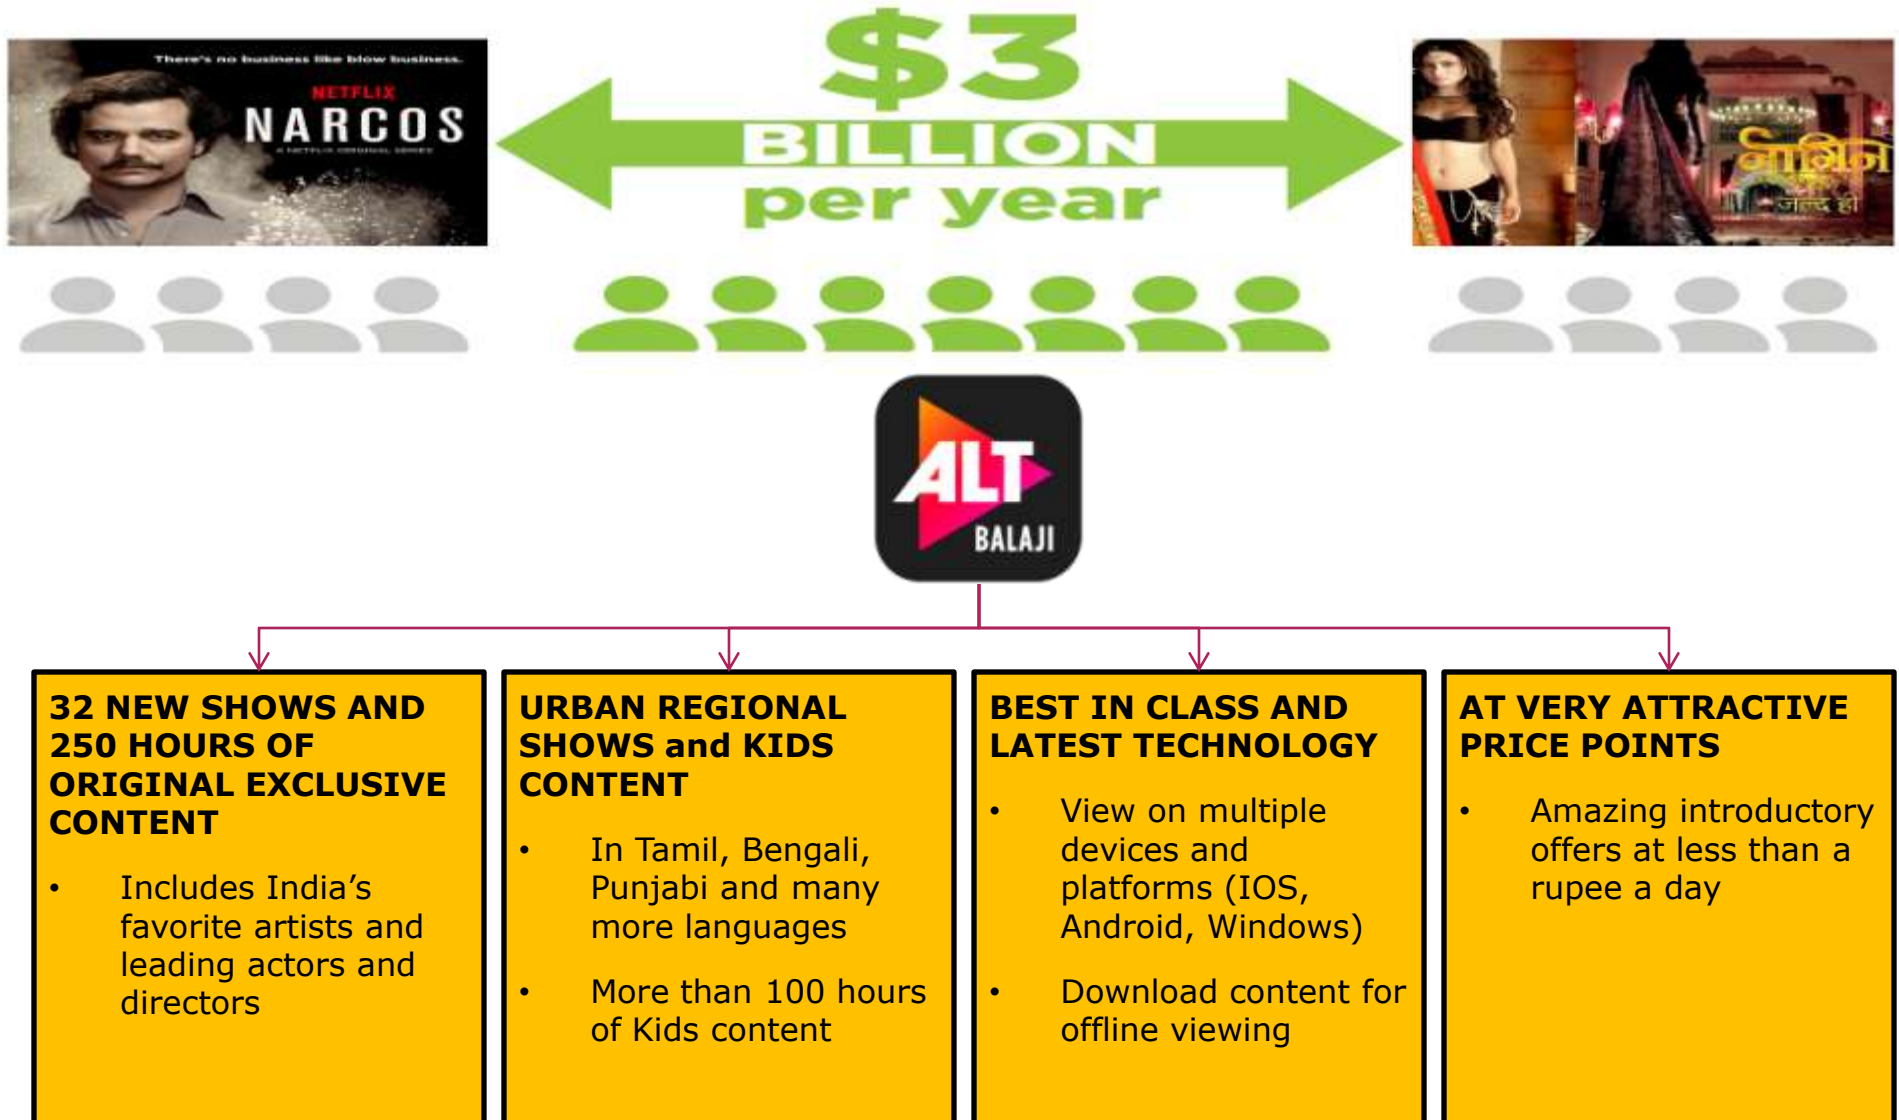 There's no business like blow business.
NETFLIX
NARCOS
A NETFLIX ORIGINAL SERIES
$3
BILLION
per year
नागिन
जल्द ही
ALT
BALAJI
32 NEW SHOWS AND
250 HOURS OF
ORIGINAL EXCLUSIVE
CONTENT
• Includes India’s
favorite artists and
leading actors and
directors
URBAN REGIONAL
SHOWS and KIDS
CONTENT
• In Tamil, Bengali,
Punjabi and many
more languages
• More than 100 hours
of Kids content
BEST IN CLASS AND
LATEST TECHNOLOGY
• View on multiple
devices and
platforms (IOS,
Android, Windows)
• Download content for
offline viewing
AT VERY ATTRACTIVE
PRICE POINTS
• Amazing introductory
offers at less than a
rupee a day